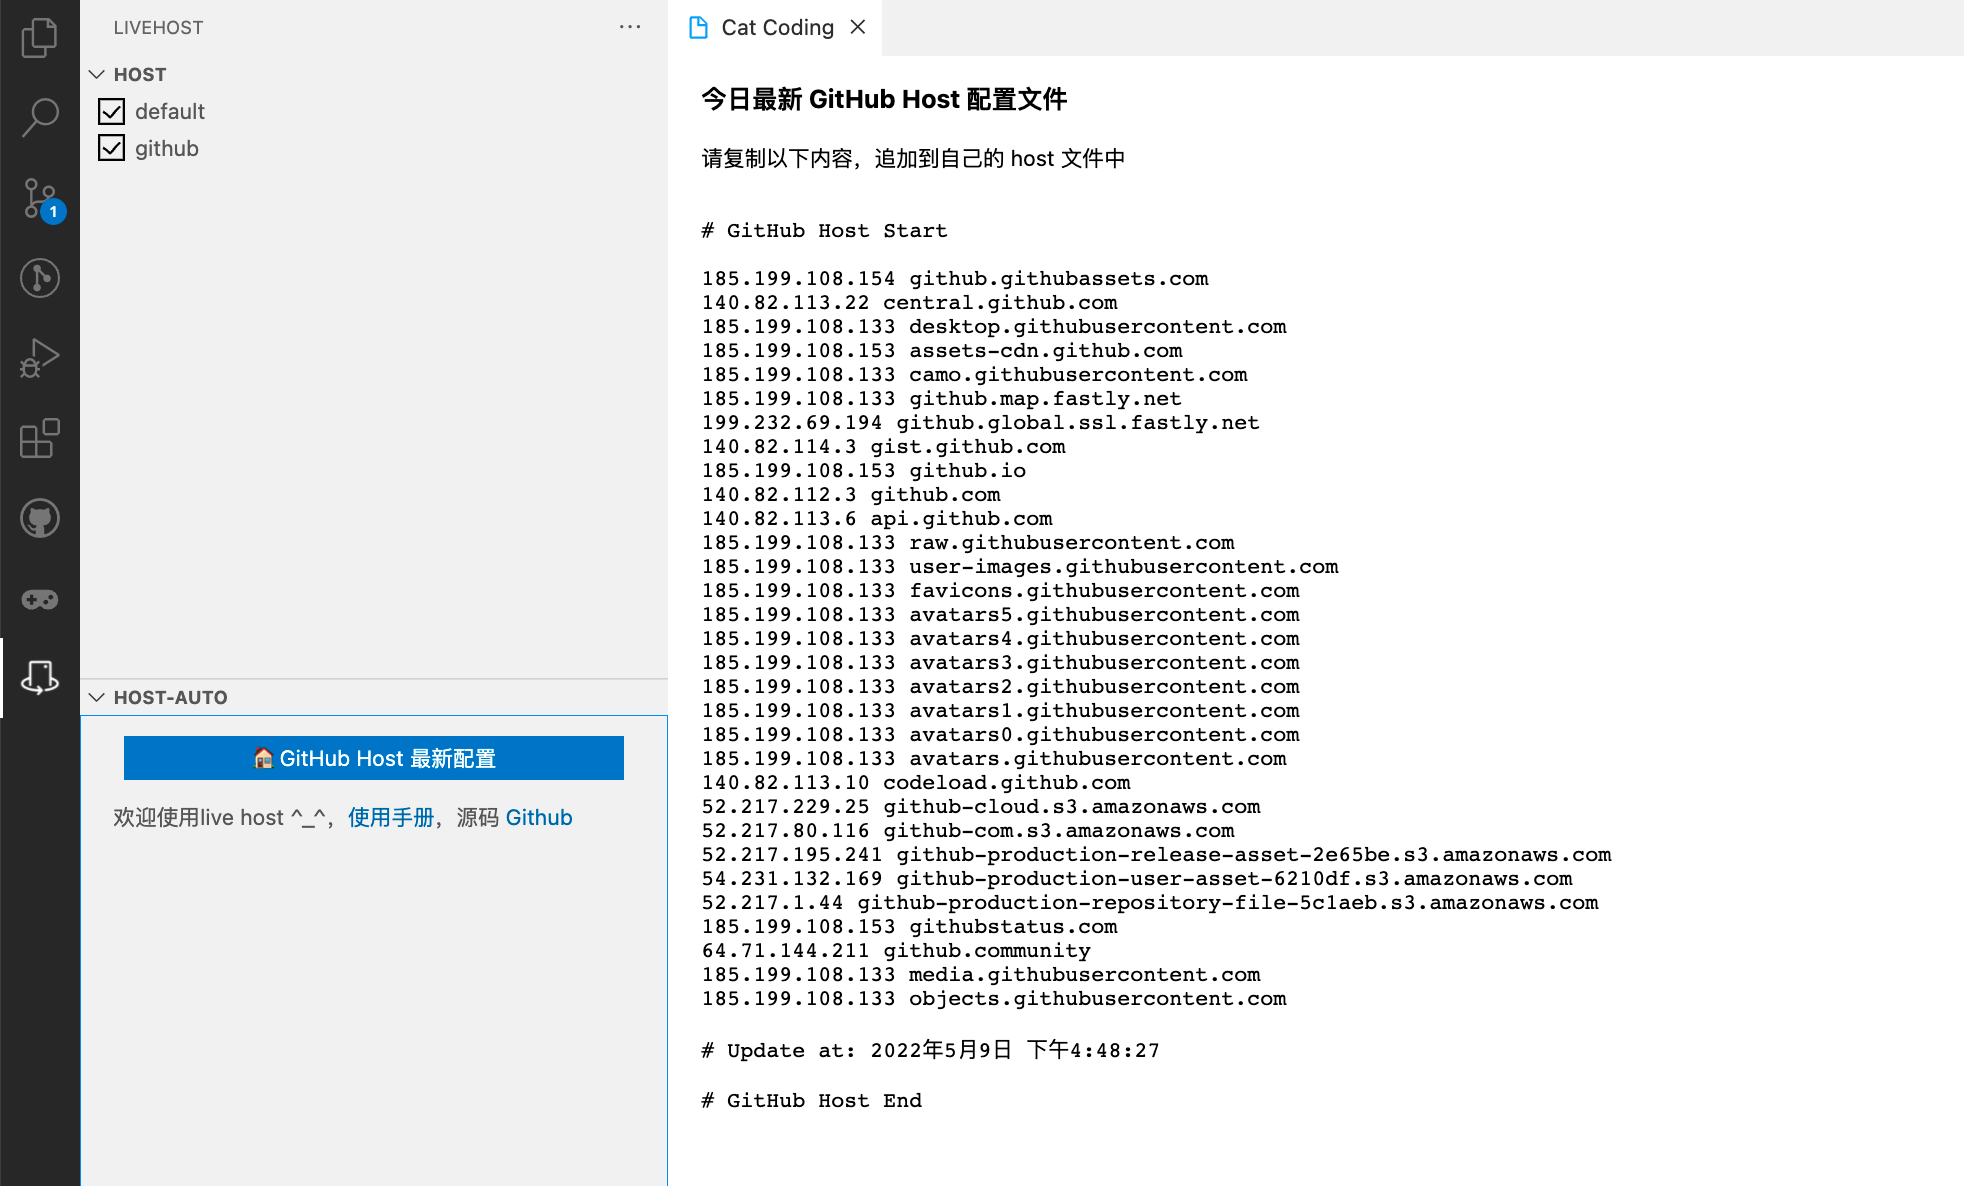 LIVEHOST
HOST
default
github
1
HOST-AUTO
GitHub Host 最新配置
欢迎使用live host ^_^，使用手册，源码 Github
Cat Coding
今日最新 GitHub Host 配置文件
请复制以下内容，追加到自己的 host 文件中
# GitHub Host Start
185.199.108.154 github.githubassets.com
140.82.113.22 central.github.com
185.199.108.133 desktop.githubusercontent.com
185.199.108.153 assets-cdn.github.com
185.199.108.133 camo.githubusercontent.com
185.199.108.133 github.map.fastly.net
199.232.69.194 github.global.ssl.fastly.net
140.82.114.3 gist.github.com
185.199.108.153 github.io
140.82.112.3 github.com
140.82.113.6 api.github.com
185.199.108.133 raw.githubusercontent.com
185.199.108.133 user-images.githubusercontent.com
185.199.108.133 favicons.githubusercontent.com
185.199.108.133 avatars5.githubusercontent.com
185.199.108.133 avatars4.githubusercontent.com
185.199.108.133 avatars3.githubusercontent.com
185.199.108.133 avatars2.githubusercontent.com
185.199.108.133 avatars1.githubusercontent.com
185.199.108.133 avatars0.githubusercontent.com
185.199.108.133 avatars.githubusercontent.com
140.82.113.10 codeload.github.com
52.217.229.25 github-cloud.s3.amazonaws.com
52.217.80.116 github-com.s3.amazonaws.com
52.217.195.241 github-production-release-asset-2e65be.s3.amazonaws.com
54.231.132.169 github-production-user-asset-6210df.s3.amazonaws.com
52.217.1.44 github-production-repository-file-5c1aeb.s3.amazonaws.com
185.199.108.153 githubstatus.com
64.71.144.211 github.community
185.199.108.133 media.githubusercontent.com
185.199.108.133 objects.githubusercontent.com
# Update at: 2022年5月9日 下午4:48:27
# GitHub Host End